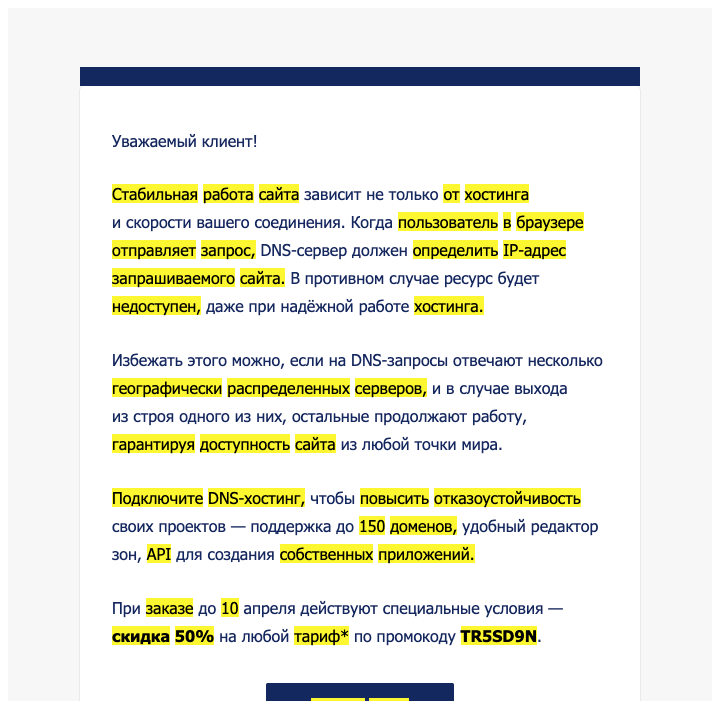 Уважаемый клиент!
Стабильная работа сайта зависит не только от хостинга
и скорости вашего соединения. Когда пользователь в браузере
отправляет запрос, DNS-сервер должен определить IP-адрес
запрашиваемого сайта. В противном случае ресурс будет
недоступен, даже при надёжной работе хостинга.
Избежать этого можно, если на DNS-запросы отвечают несколько
географически распределенных серверов, и в случае выхода
из строя одного из них, остальные продолжают работу,
гарантируя доступность сайта из любой точки мира.
Подключите DNS-хостинг, чтобы повысить отказоустойчивость
своих проектов — поддержка до 150 доменов, удобный редактор
зон, API для создания собственных приложений.
При заказе до 10 апреля действуют специальные условия —
скидка 50% на любой тариф* по промокоду TR5SD9N.